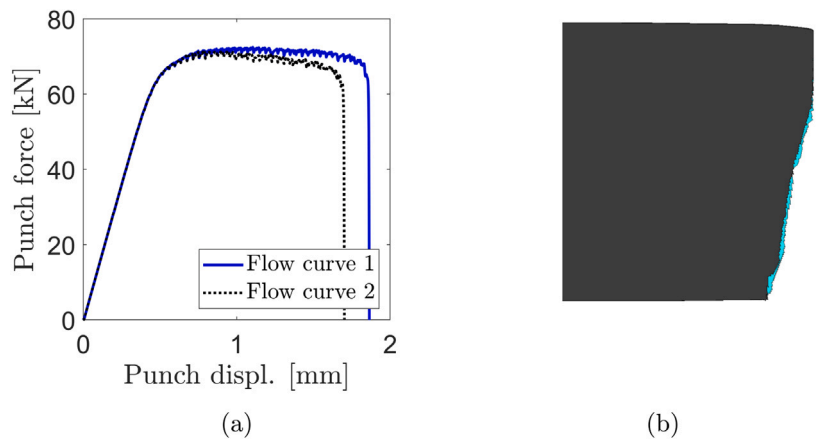 80
60
40
20
0
Punch force [kN]
Flow curve 1
Flow curve 2
0 1 2
Punch displ. [mm]
(a) (b)